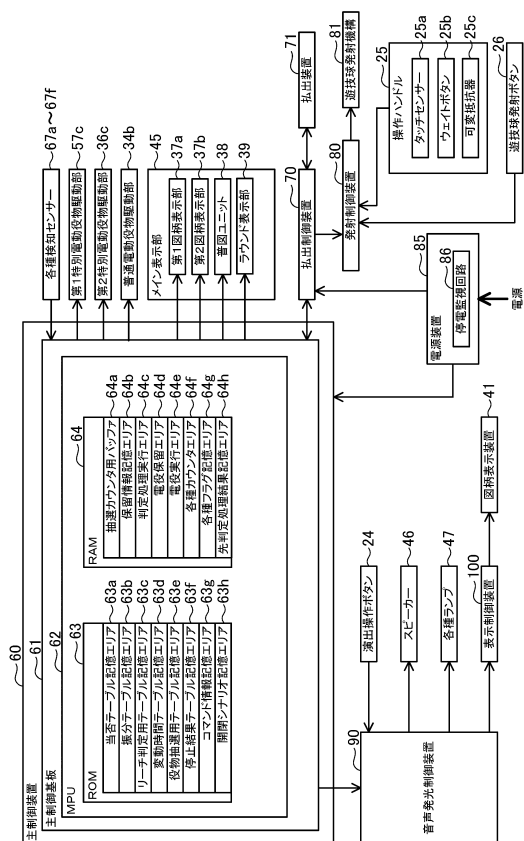 60
主制御装置
61
主制御基板
62
MPU
63
ROM
当否テーブル記憶エリア 63a
振分テーブル記憶エリア 63b
リーチ判定用テーブル記憶エリア 63c
変動時間テーブル記憶エリア 63d
役物抽選用テーブル記憶エリア 63e
停止結果テーブル記憶エリア 63f
コマンド情報記憶エリア 63g
開閉シナリオ記憶エリア 63h
64
RAM
抽選カウンタ用バッファ 64a
保留情報記憶エリア 64b
判定処理実行エリア 64c
電役保留エリア 64d
電役実行エリア 64e
各種カウンタエリア 64f
各種フラグ記憶エリア 64g
先判定処理結果記憶エリア 64h
各種検知センサー 67a～67f
第1特別電動役物駆動部 57c
第2特別電動役物駆動部 36c
普通電動役物駆動部 34b
メイン表示部 45
第1図柄表示部 37a
第2図柄表示部 37b
普図ユニット 38
ラウンド表示部 39
払出制御装置 70
払出装置 71
発射制御装置 80
遊技球発射機構 81
操作ハンドル 25
タッチセンサー 25a
ウェイトボタン 25b
可変抵抗器 25c
遊技球発射ボタン 26
電源装置 85
停電監視回路 86
電源
90
音声発光制御装置
演出操作ボタン 24
スピーカー 46
各種ランプ 47
表示制御装置 100
図柄表示装置 41